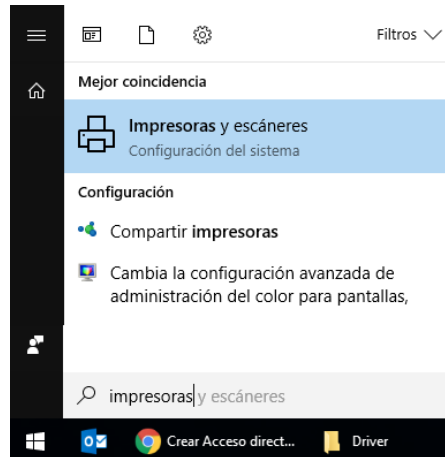 Filtros
Mejor coincidencia
Impresoras y escáneres
Configuración del sistema
Configuración
Compartir impresoras
Cambia la configuración avanzada de
administración del color para pantallas,
impresoras y escáneres
Crear Acceso direct...
Driver